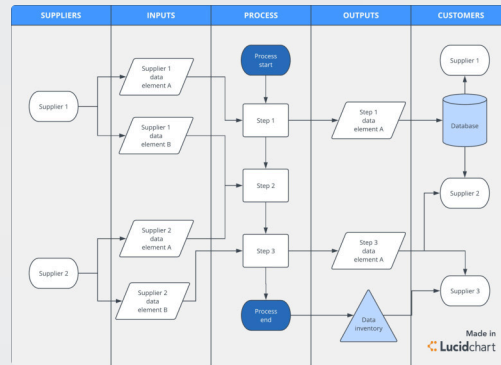 SUPPLIERS
INPUTS
PROCESS
OUTPUTS
CUSTOMERS
Supplier 1
Supplier 1
data
element A
Supplier 1
data
element B
Supplier 2
Supplier 2
data
element A
Supplier 2
data
element B
Process
start
Step 1
Step 2
Step 3
Process
end
Step 1
data
element A
Step 3
data
element A
Data
inventory
Supplier 1
Database
Supplier 2
Supplier 3
Made in
Lucidchart